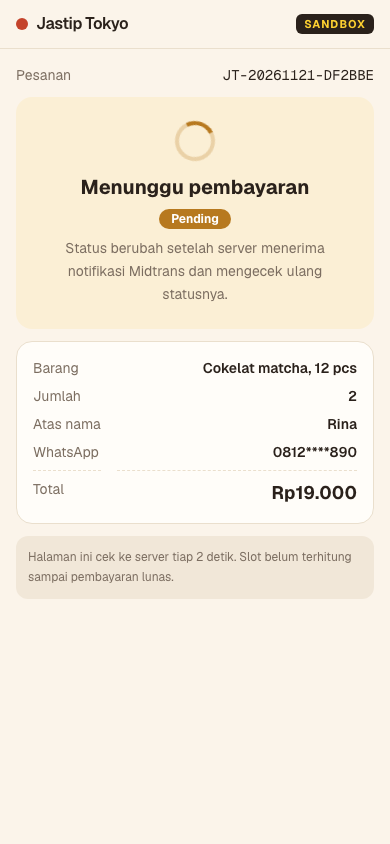 Jastip Tokyo
SANDBOX
Pesanan JT-20261121-DF2BBE
Menunggu pembayaran
Pending
Status berubah setelah server menerima
notifikasi Midtrans dan mengecek ulang
statusnya.
Barang Cokelat matcha, 12 pcs
Jumlah 2
Atas nama Rina
WhatsApp 0812****890
Total Rp19.000
Halaman ini cek ke server tiap 2 detik. Slot belum terhitung
sampai pembayaran lunas.